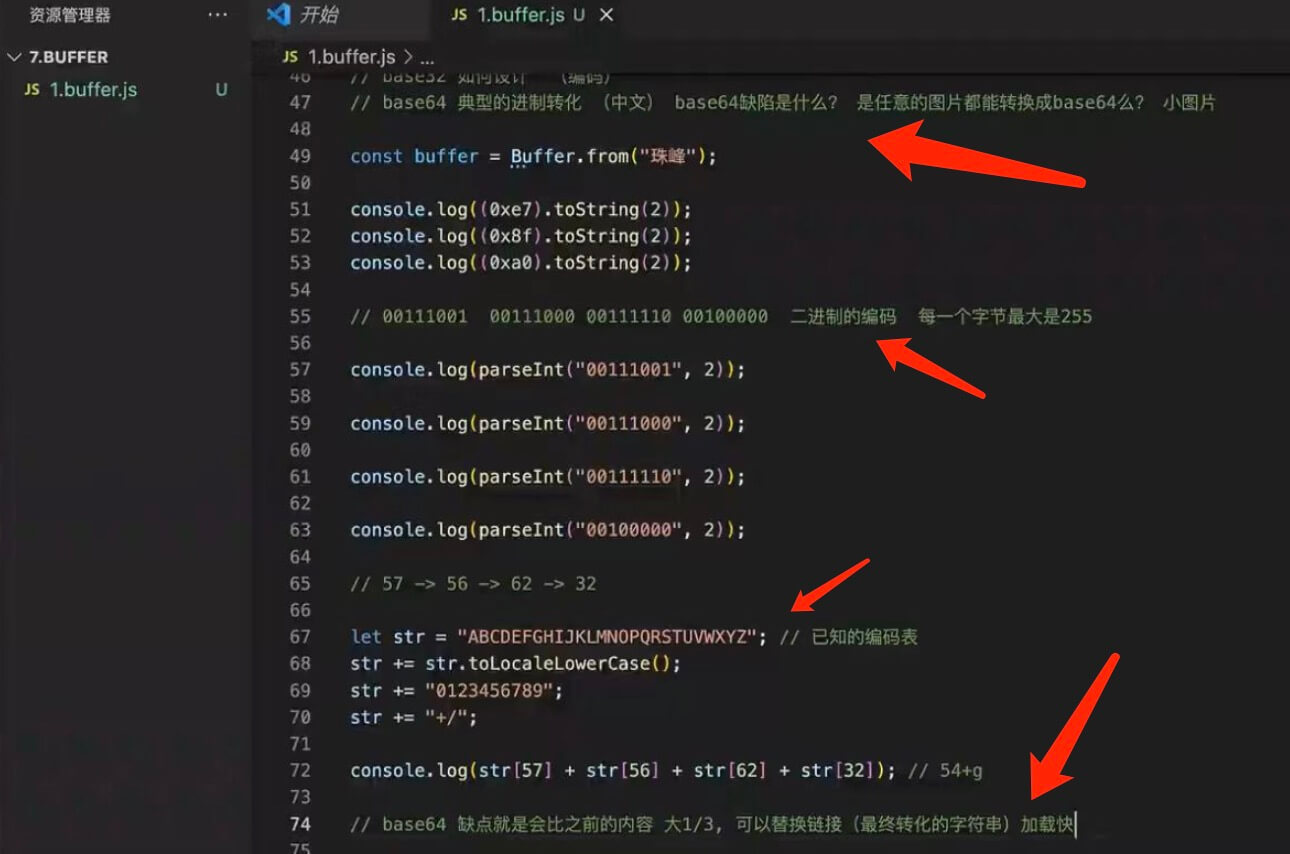 资源管理器 ···
开始
JS 1.buffer.js U ×
7.BUFFER
JS 1.buffer.js > ...
JS 1.buffer.js U
46 // base32 如何设计 （编码）
47 // base64 典型的进制转化 （中文） base64缺陷是什么？ 是任意的图片都能转换成base64么？ 小图片
48
49 const buffer = Buffer.from("珠峰");
50
51 console.log((0xe7).toString(2));
52 console.log((0x8f).toString(2));
53 console.log((0xa0).toString(2));
54
55 // 00111001 00111000 00111110 00100000 二进制的编码 每一个字节最大是255
56
57 console.log(parseInt("00111001", 2));
58
59 console.log(parseInt("00111000", 2));
60
61 console.log(parseInt("00111110", 2));
62
63 console.log(parseInt("00100000", 2));
64
65 // 57 -> 56 -> 62 -> 32
66
67 let str = "ABCDEFGHIJKLMNOPQRSTUVWXYZ"; // 已知的编码表
68 str += str.toLocaleLowerCase();
69 str += "0123456789";
70 str += "+/";
71
72 console.log(str[57] + str[56] + str[62] + str[32]); // 54+g
73
74 // base64 缺点就是会比之前的内容 大1/3, 可以替换链接（最终转化的字符串）加载快
75